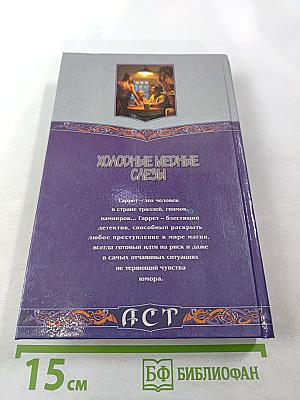 ХОЛОДНЫЕ МЕДНЫЕ
СЛЕЗЫ
Гаррет – это человек
в стране троллей, гномов,
вампиров... Гаррет – блестящий
детектив, способный раскрыть
любое преступление в мире магии,
всегда готовый идти на риск и даже
в самых отчаянных ситуациях
не теряющий чувства
юмора.
АСТ
15 см
БФ БИБЛИОФАН